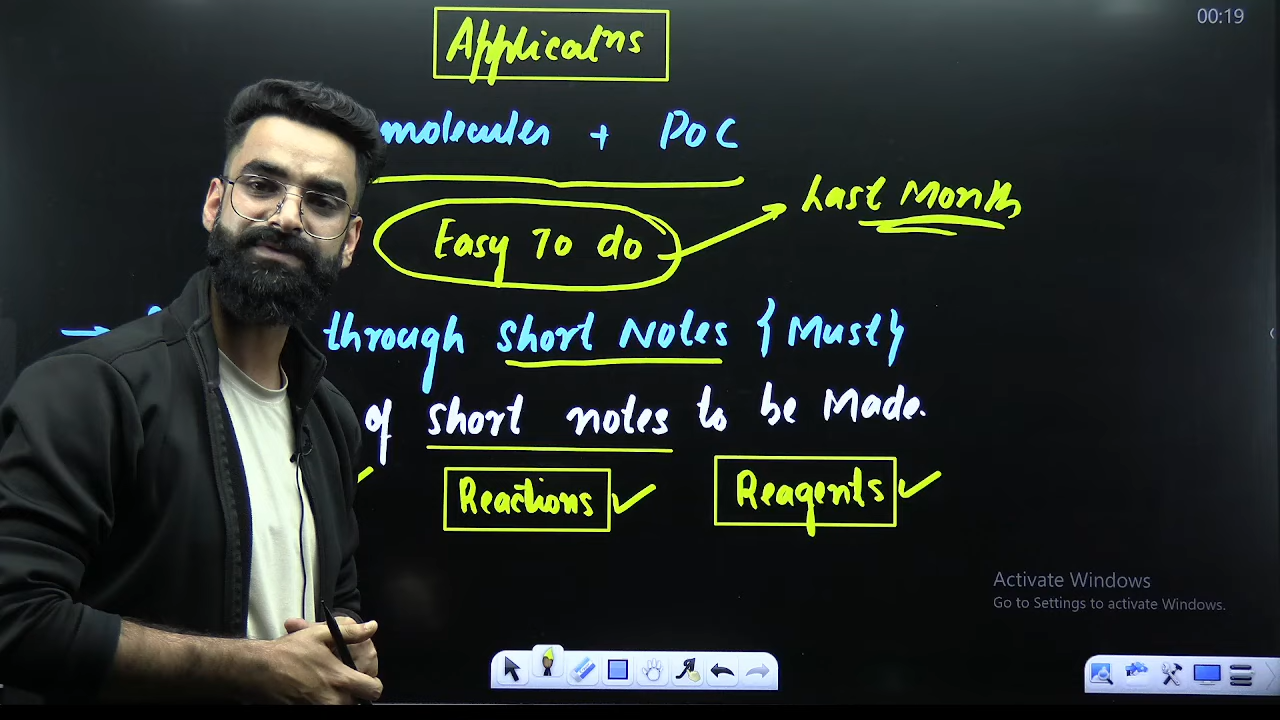 00:19
Applicatns
molecules + POC
Easy To do
Last Month
through short Notes {Must}
of short notes to be Made.
Reactions ✓ Reagents ✓
Activate Windows
Go to Settings to activate Windows.